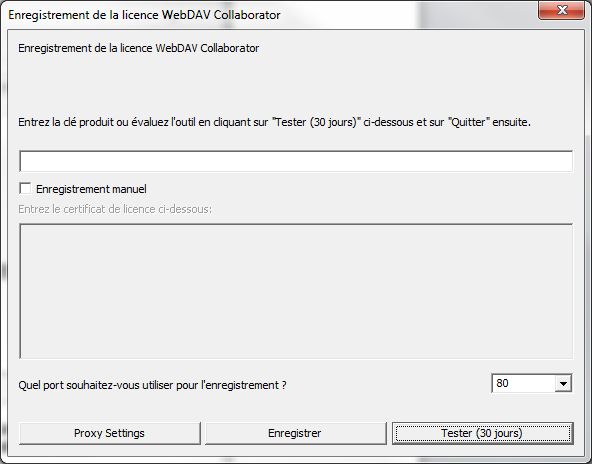 Enregistrement de la licence WebDAV Collaborator
Enregistrement de la licence WebDAV Collaborator
Entrez la clé produit ou évaluez l'outil en cliquant sur "Tester (30 jours)" ci-dessous et sur "Quitter" ensuite.
Enregistrement manuel
Entrez le certificat de licence ci-dessous:
Quel port souhaitez-vous utiliser pour l'enregistrement ?
80
Proxy Settings
Enregistrer
Tester (30 jours)